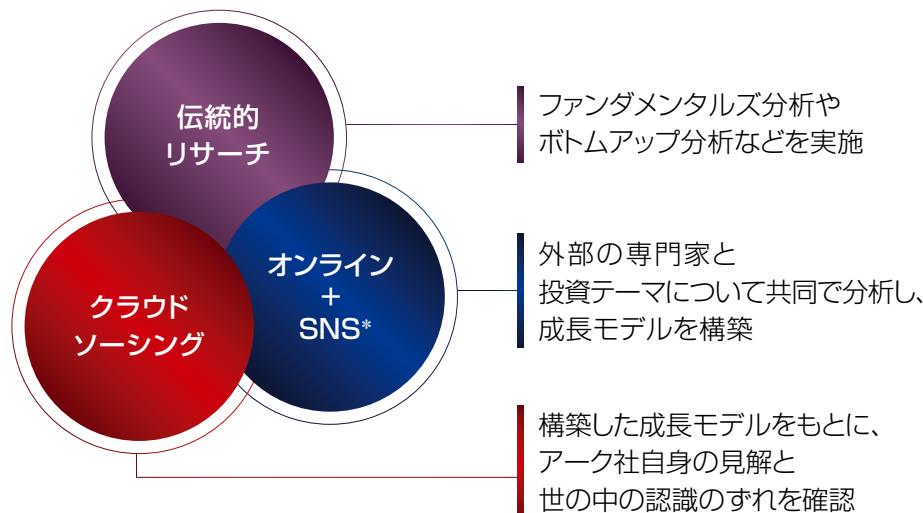 伝統的
リサーチ
ファンダメンタルズ分析や
ボトムアップ分析などを実施
オンライン
+
SNS*
外部の専門家と
投資テーマについて共同で分析し、
成長モデルを構築
クラウド
ソーシング
構築した成長モデルをもとに、
アーク社自身の見解と
世の中の認識のずれを確認